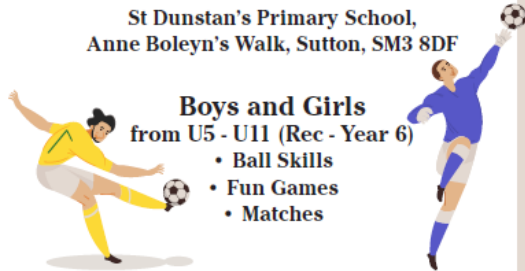 St Dunstan's Primary School,
Anne Boleyn's Walk, Sutton, SM3 8DF
Boys and Girls
from U5 - U11 (Rec - Year 6)
• Ball Skills
• Fun Games
• Matches